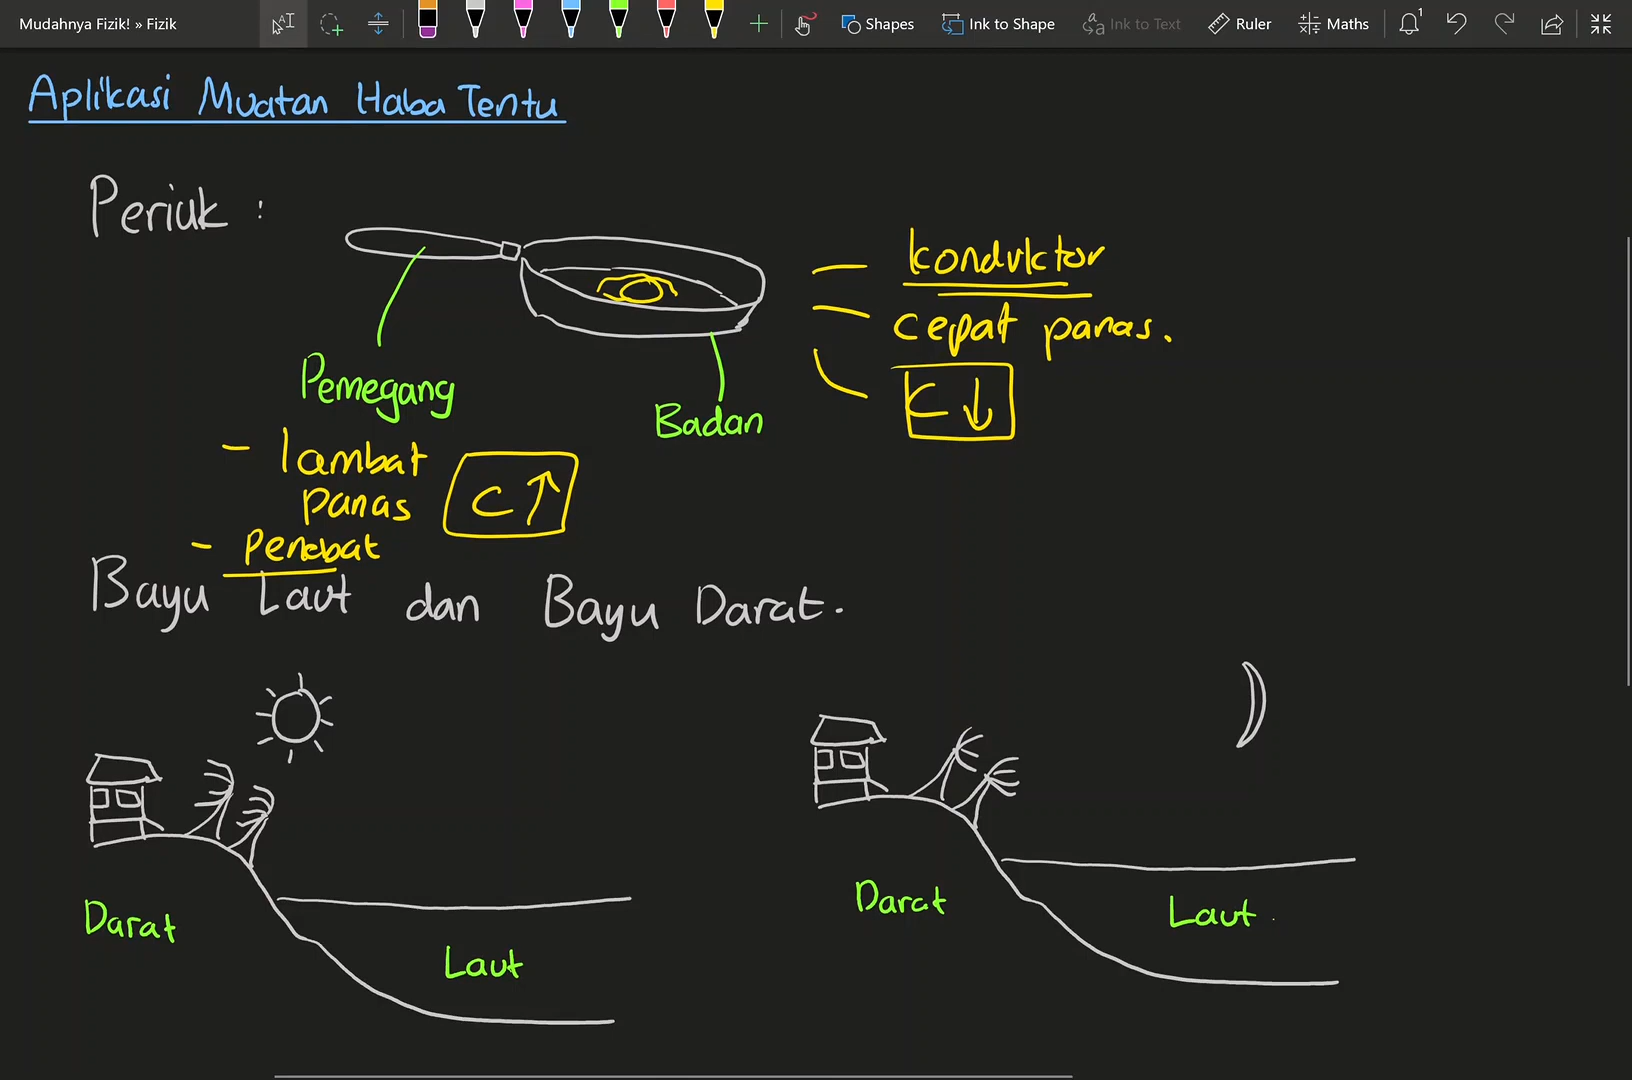 Mudahnya Fizik! » Fizik
Shapes
Ink to Shape
Ink to Text
Ruler
Maths
1
Aplikasi Muatan Haba Tentu
Periuk :
konduktor
cepat panas.
C ↓
Pemegang
Badan
- lambat
panas
C ↑
- Penebat
Bayu Laut dan Bayu Darat.
Darat
Laut
Darat
Laut